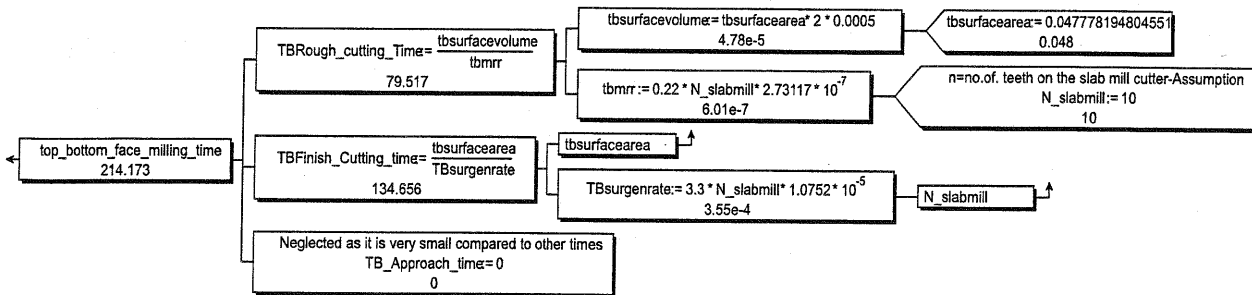 top_bottom_face_milling_time
214.173
TBRough_cutting_Time:= tbsurfacevolume
tbmrr
79.517
tbsurfacevolume:= tbsurfacearea* 2 * 0.0005
4.78e-5
tbsurfacearea:= 0.047778194804551
0.048
tbmrr:= 0.22 * N_slabmill* 2.73117 * 10-7
6.01e-7
n=no.of. teeth on the slab mill cutter-Assumption
N_slabmill:= 10
10
TBFinish_Cutting_time:= tbsurfacearea
TBsurgenrate
134.656
tbsurfacearea
TBsurgenrate:= 3.3 * N_slabmill* 1.0752 * 10-5
3.55e-4
N_slabmill
Neglected as it is very small compared to other times
TB_Approach_time:= 0
0